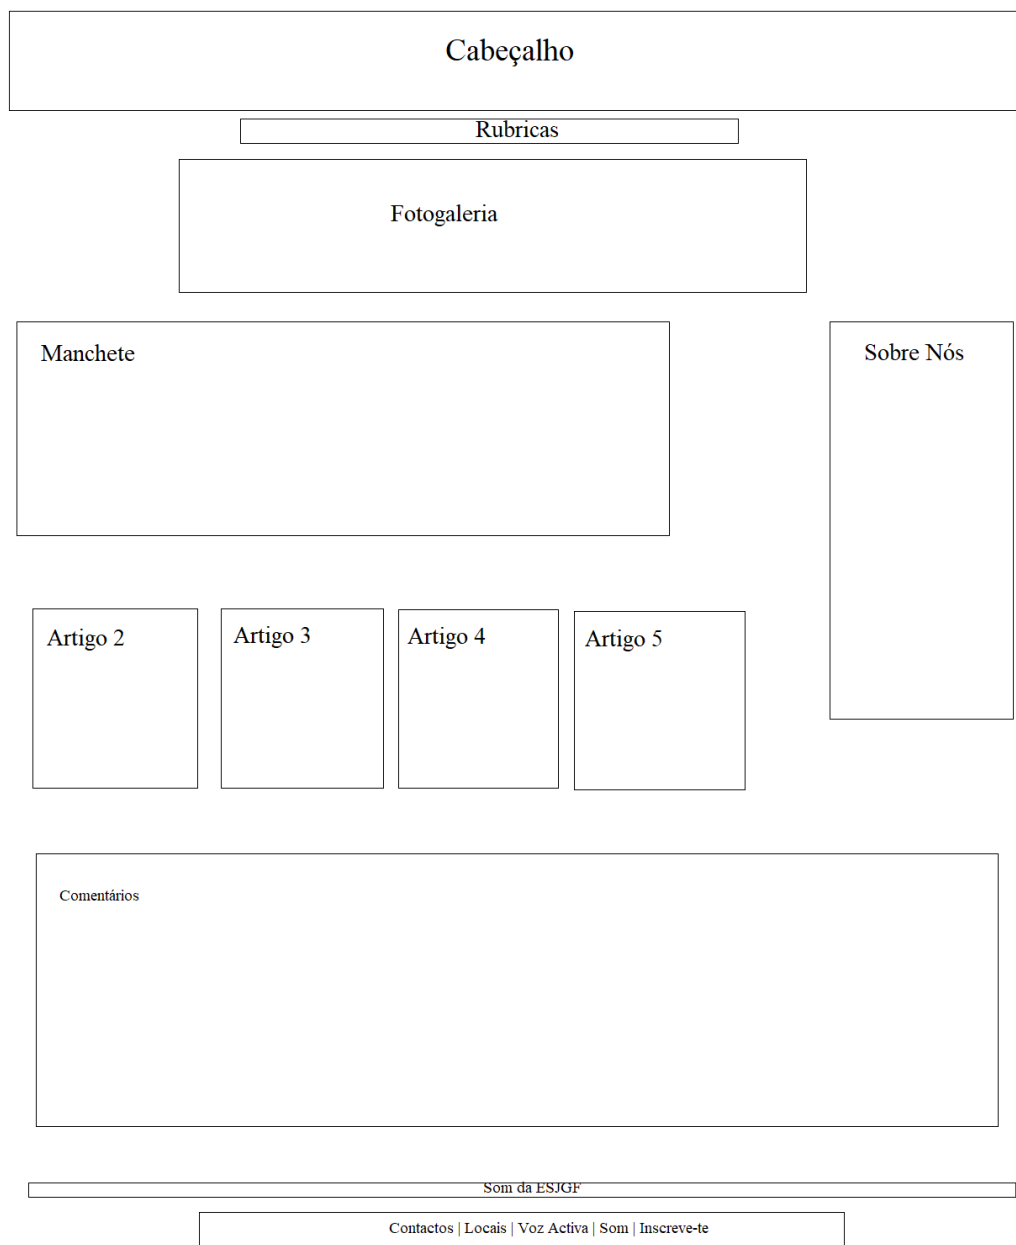 Cabeçalho
Rubricas
Fotogaleria
Manchete
Sobre Nós
Artigo 2
Artigo 3
Artigo 4
Artigo 5
Comentários
Som da ESJGF
Contactos | Locais | Voz Activa | Som | Inscreve-te